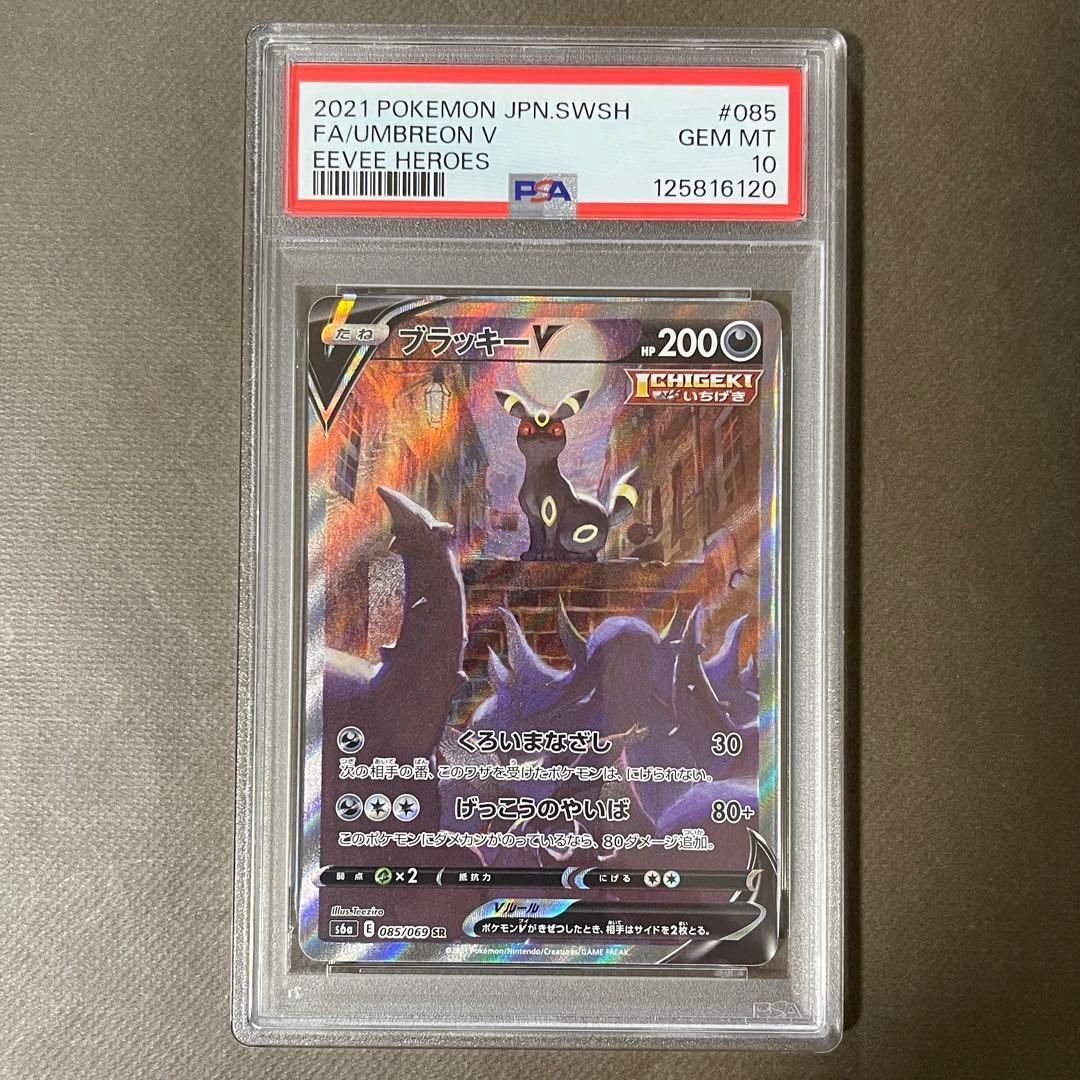 2021 POKEMON JPN.SWSH #085
FA/UMBREON V GEM MT
EEVEE HEROES 10
PSA 125816120
たね ブラッキーV HP 200
ICHIGEKI
いちげき
くろいまなざし 30
次の相手の番、このワザを受けたポケモンは、にげられない。
げっこうのやいば 80+
このポケモンにダメカンがのっているなら、80ダメージ追加。
弱点 ×2 抵抗力 にげる
Illus.Teeziro
Vルール
s6a E 085/069 SR ポケモンVがきぜつしたとき、相手はサイドを2枚とる。
©2021 Pokémon/Nintendo/Creatures/GAME FREAK.
PSA